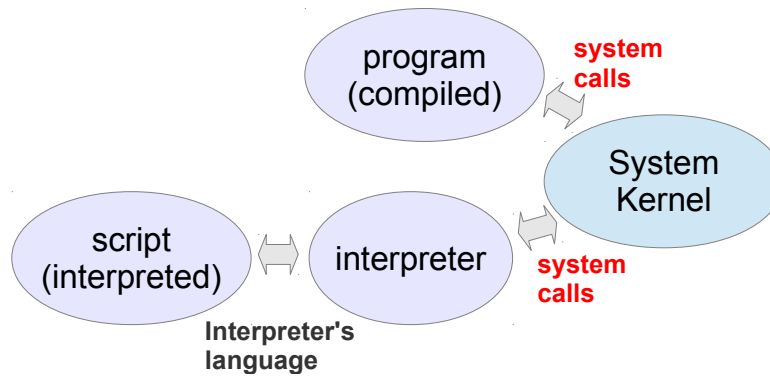 program
(compiled)
system
calls
System
Kernel
script
(interpreted)
interpreter
system
calls
Interpreter's
language